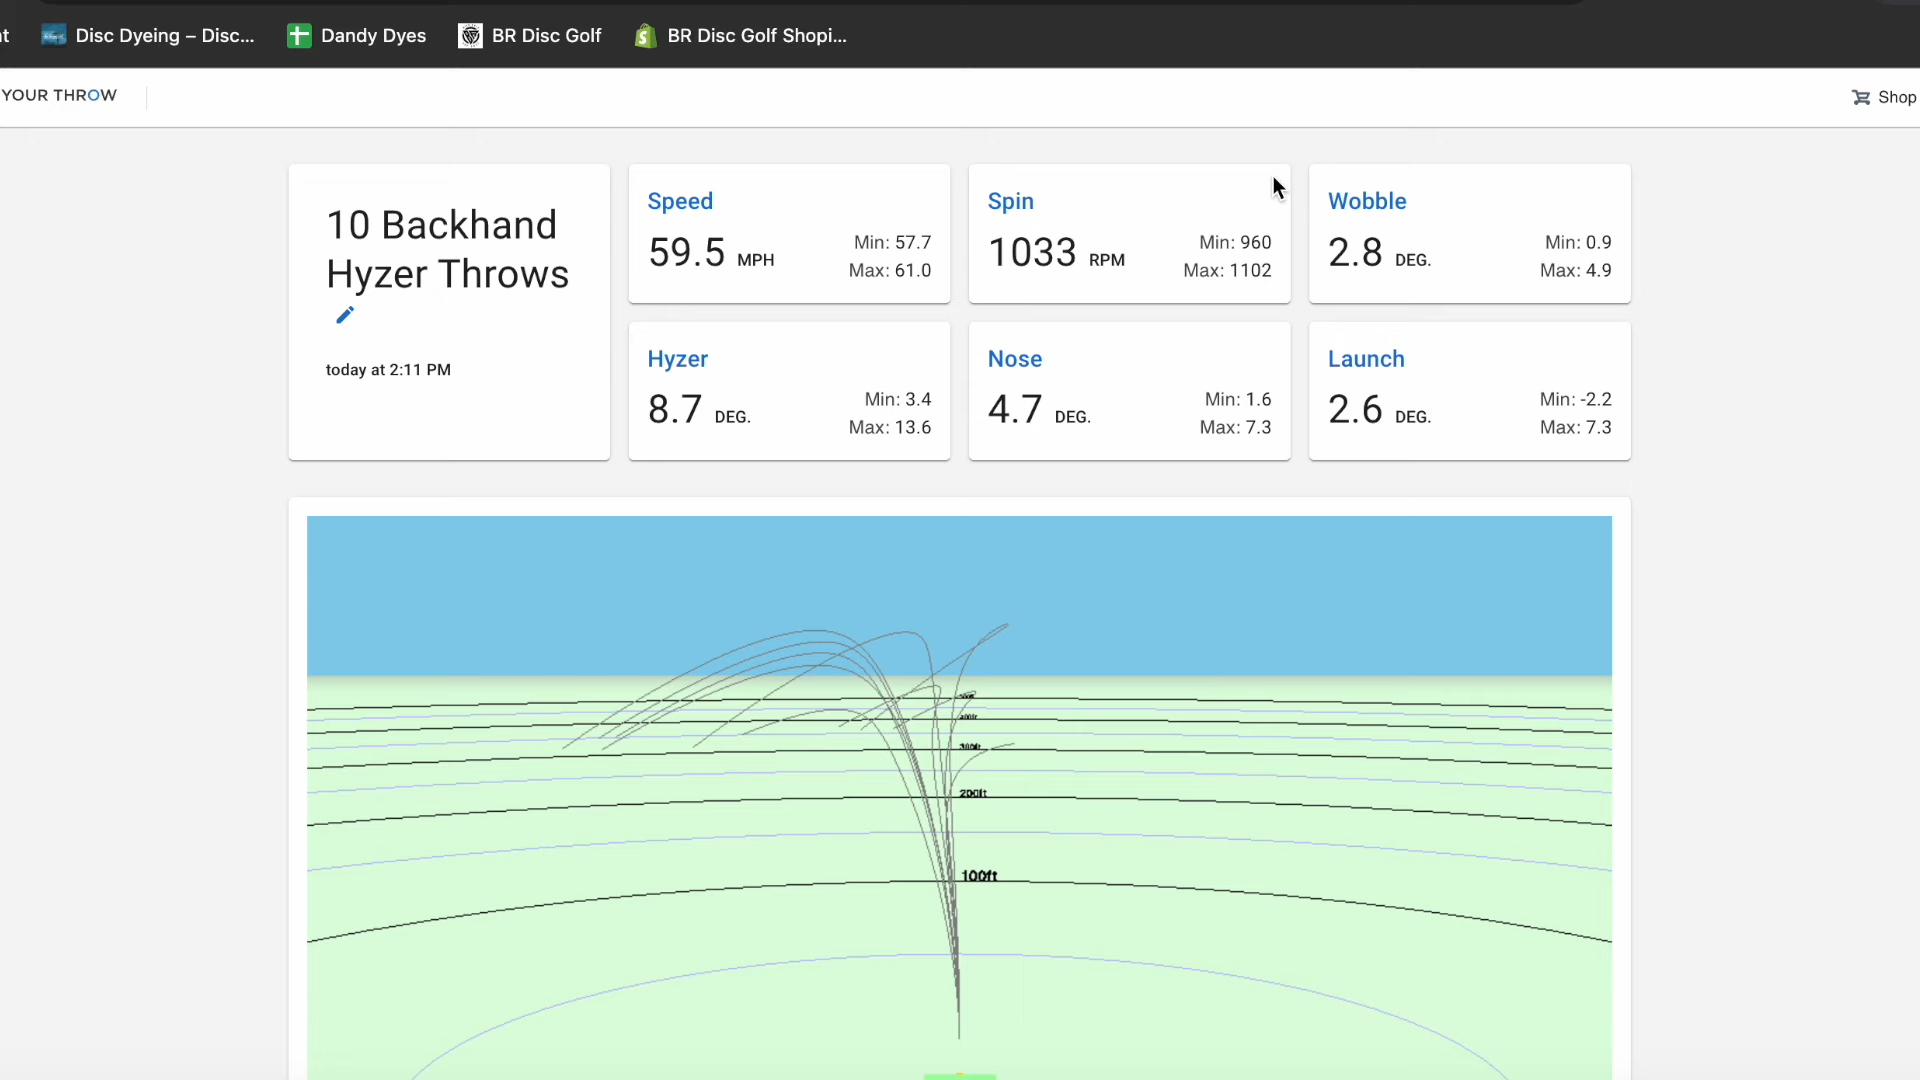 t
Disc Dyeing – Disc...
Dandy Dyes
BR Disc Golf
BR Disc Golf Shopi...
YOUR THROW
Shop
10 Backhand
Hyzer Throws
today at 2:11 PM
Speed
59.5 MPH
Min: 57.7
Max: 61.0
Spin
1033 RPM
Min: 960
Max: 1102
Wobble
2.8 DEG.
Min: 0.9
Max: 4.9
Hyzer
8.7 DEG.
Min: 3.4
Max: 13.6
Nose
4.7 DEG.
Min: 1.6
Max: 7.3
Launch
2.6 DEG.
Min: -2.2
Max: 7.3
400ft
300ft
200ft
100ft